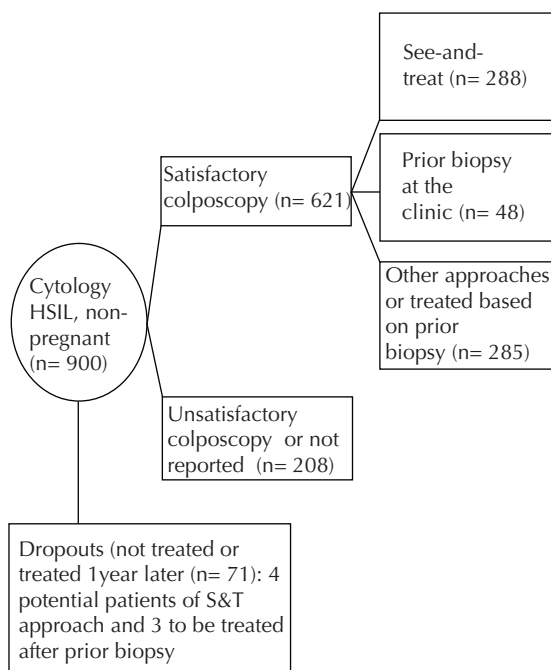 See-and-
treat (n= 288)
Satisfactory
colposcopy (n= 621)
Prior biopsy
at the
clinic (n= 48)
Other approaches
or treated based
on prior
biopsy (n= 285)
Cytology
HSIL, non-
pregnant
(n= 900)
Unsatisfactory
colposcopy or not
reported (n= 208)
Dropouts (not treated or
treated 1year later (n= 71): 4
potential patients of S&T
approach and 3 to be treated
after prior biopsy